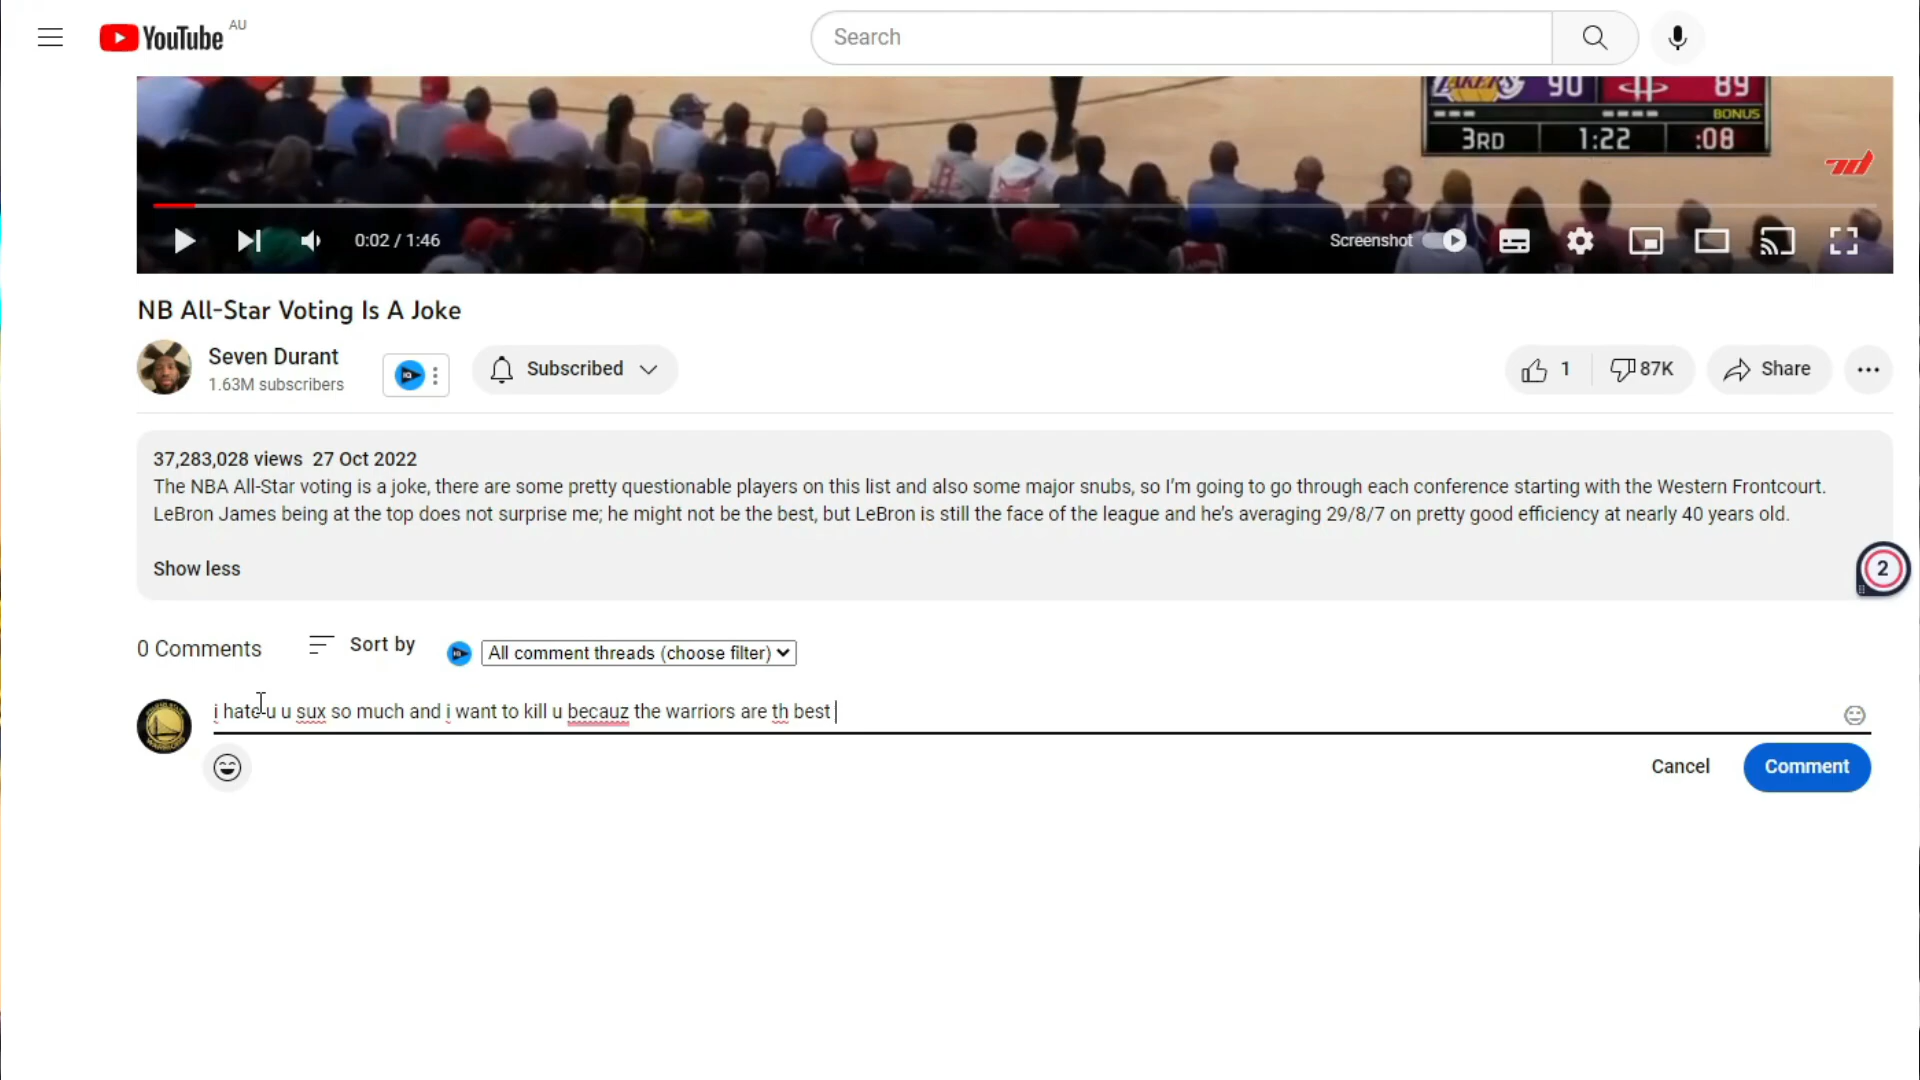 YouTube AU
Search
LAKERS 90 89
BONUS
3RD 1:22 :08
0:02 / 1:46
Screenshot
NB All-Star Voting Is A Joke
Seven Durant
1.63M subscribers
Subscribed
1 87K Share
37,283,028 views 27 Oct 2022
The NBA All-Star voting is a joke, there are some pretty questionable players on this list and also some major snubs, so I'm going to go through each conference starting with the Western Frontcourt.
LeBron James being at the top does not surprise me; he might not be the best, but LeBron is still the face of the league and he's averaging 29/8/7 on pretty good efficiency at nearly 40 years old.
Show less
2
0 Comments Sort by All comment threads (choose filter)
i hate u u sux so much and i want to kill u becauz the warriors are th best
Cancel Comment